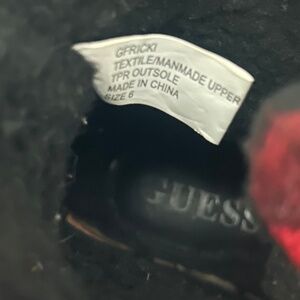 GFRICKI
TEXTILE/MANMADE UPPER
TPR OUTSOLE
MADE IN CHINA
SIZE 6
GUESS